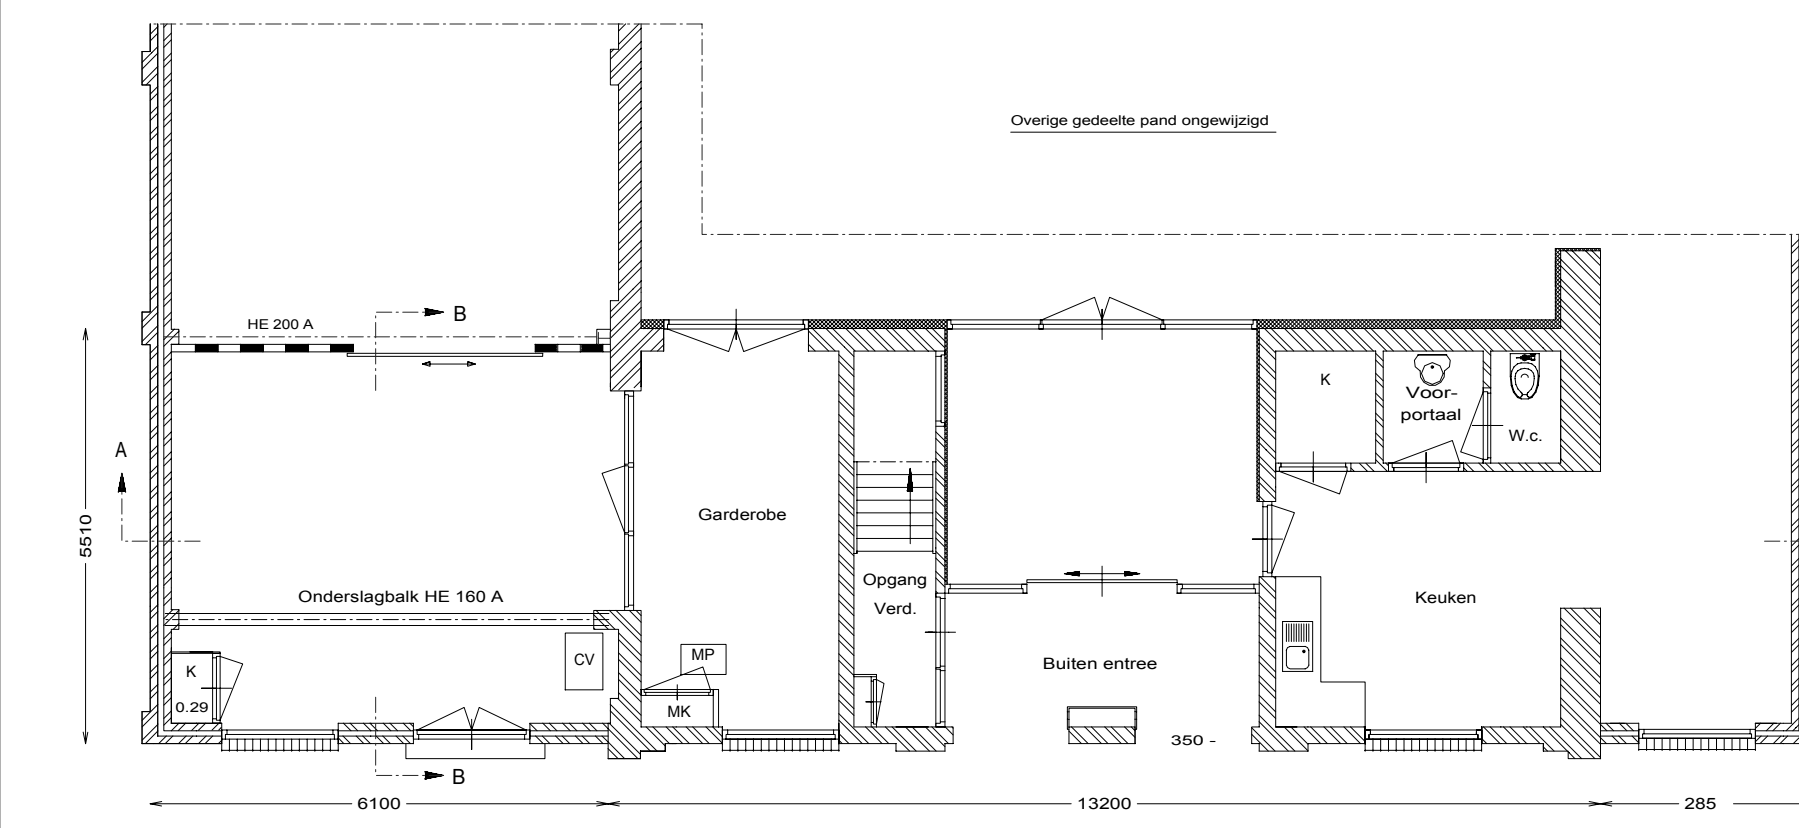 Overige gedeelte pand ongewijzigd
HE 200 A
B
K
Voor-
portaal
W.c.
A
5510
Garderobe
Onderslagbalk HE 160 A
Opgang
Verd.
Keuken
CV
MP
Buiten entree
K
0.29
MK
350 -
B
6100
13200
285